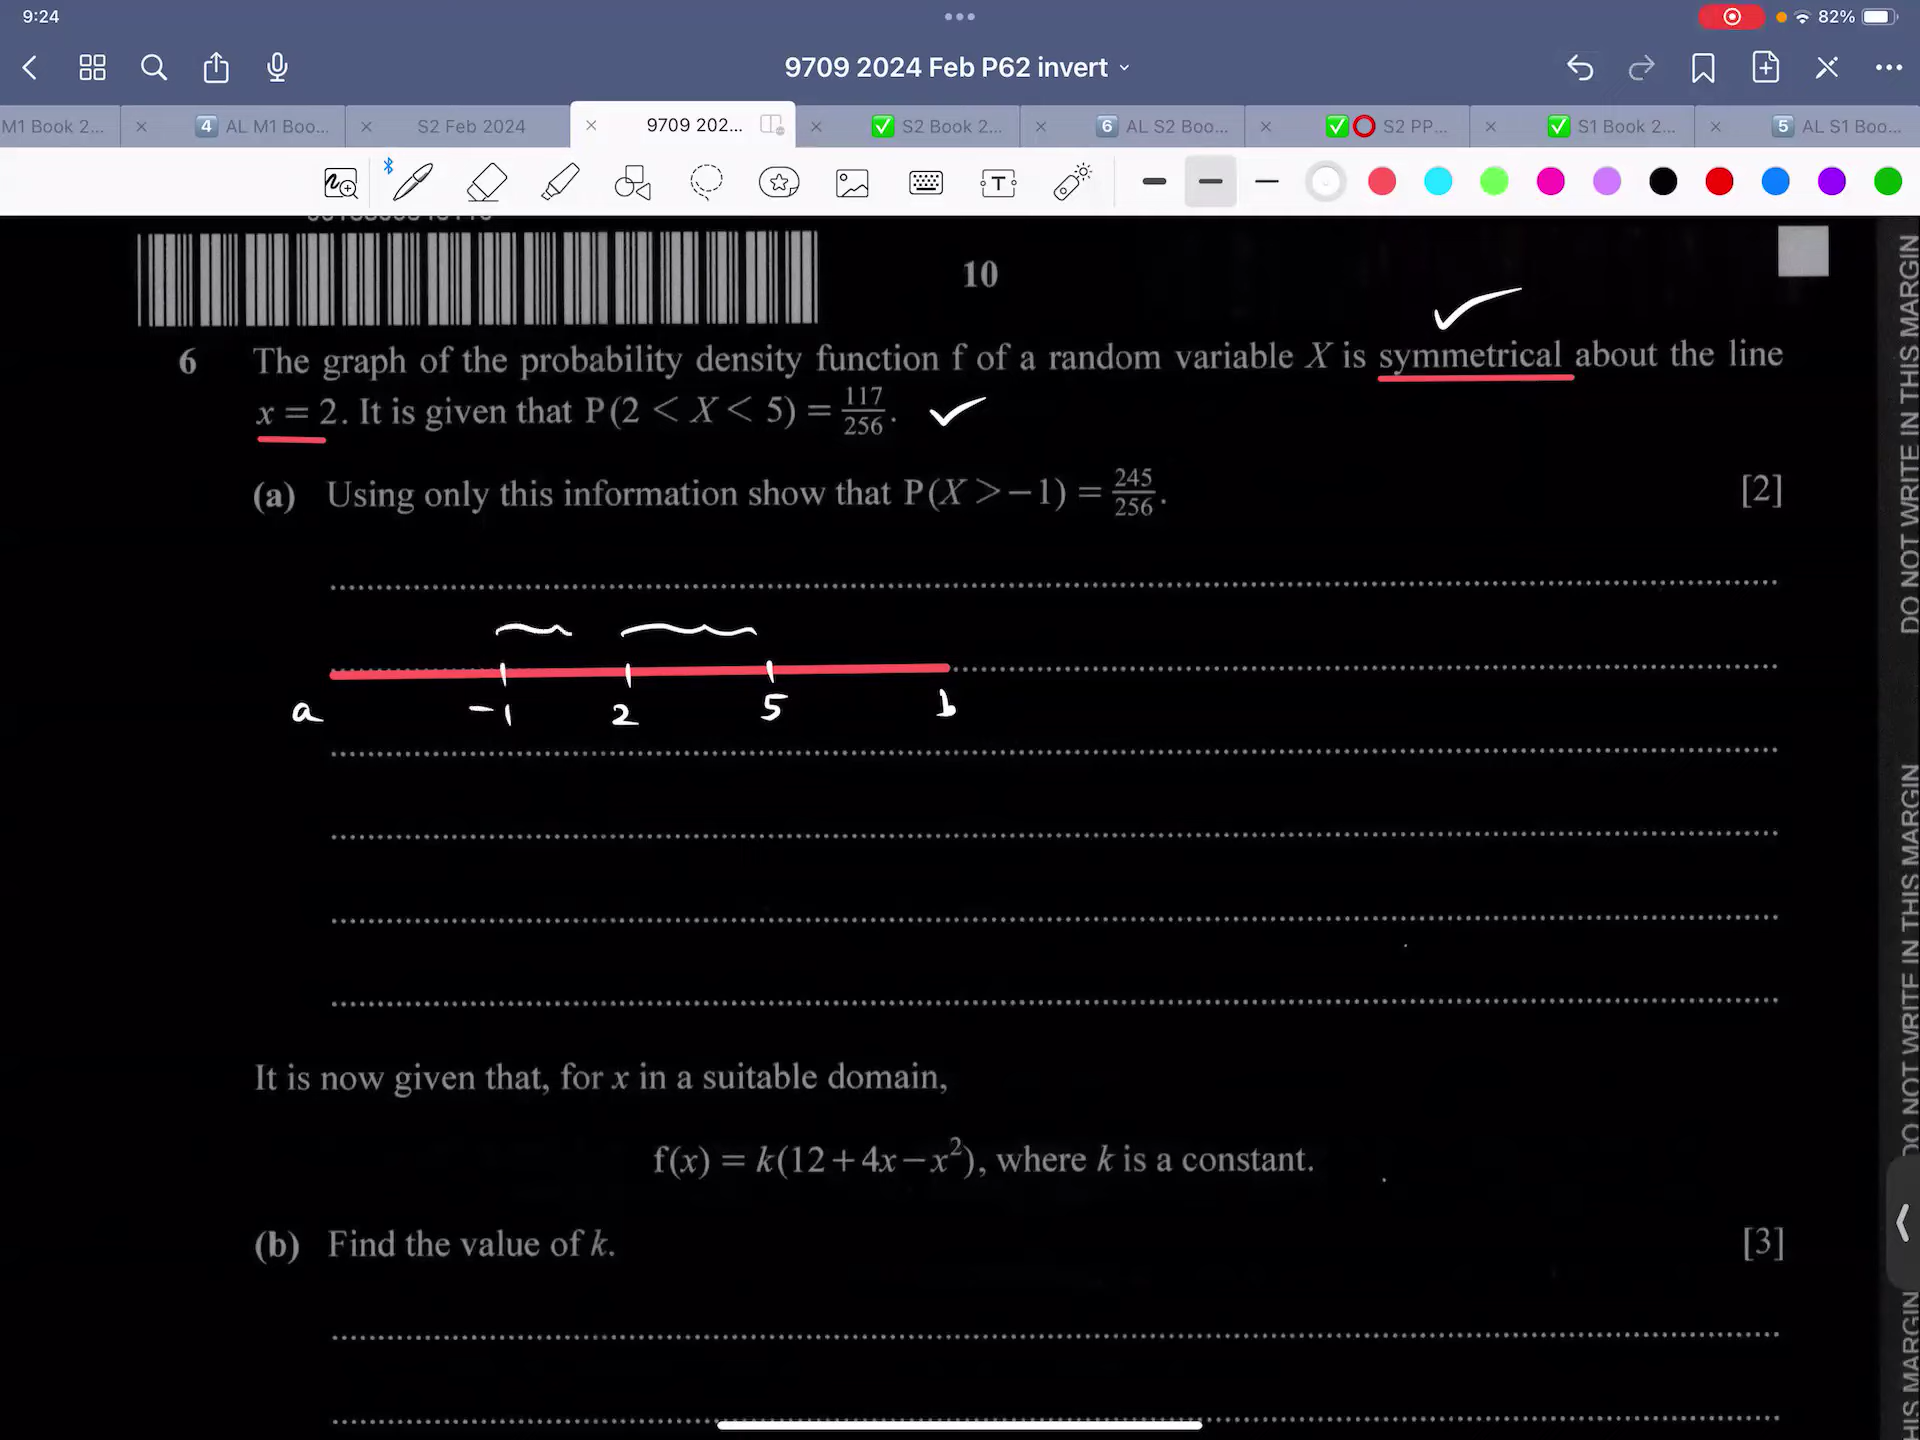 9:24
82%
9709 2024 Feb P62 invert
M1 Book 2...
4 AL M1 Boo...
S2 Feb 2024
9709 202...
S2 Book 2...
6 AL S2 Boo...
S2 PP...
S1 Book 2...
5 AL S1 Boo...
10
6 The graph of the probability density function f of a random variable X is symmetrical about the line
x = 2. It is given that P(2 < X < 5) = 117/256.
(a) Using only this information show that P(X > −1) = 245/256. [2]
a -1 2 5 b
It is now given that, for x in a suitable domain,
f(x) = k(12 + 4x − x²), where k is a constant.
(b) Find the value of k. [3]
DO NOT WRITE IN THIS MARGIN
DO NOT WRITE IN THIS MARGIN
HIS MARGIN